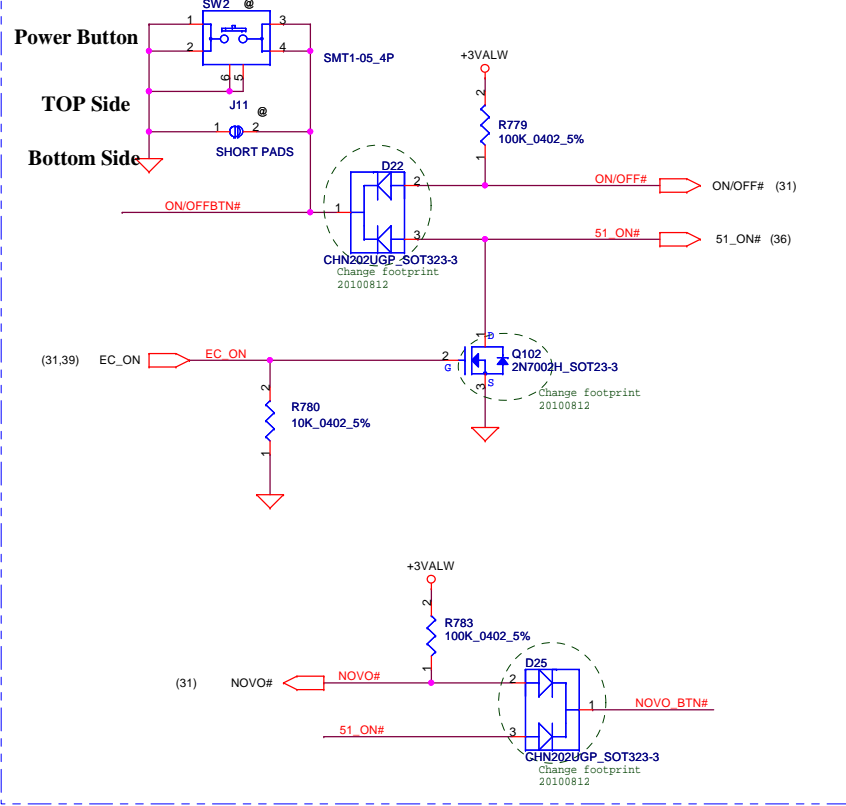 SW2 @
1
3
Power Button
2
4
SMT1-05_4P
6
5
+3VALW
TOP Side
J11
@
2
R779
100K_0402_5%
1
1
2
Bottom Side
SHORT PADS
D22
2
ON/OFF#
ON/OFF# (31)
ON/OFFBTN#
1
3
51_ON#
51_ON# (36)
CHN202UGP_SOT323-3
Change footprint
20100812
1
D
(31,39) EC_ON
EC_ON
2
G
Q102
2N7002H_SOT23-3
S
3
Change footprint
20100812
2
R780
10K_0402_5%
1
+3VALW
2
R783
100K_0402_5%
1
D25
(31) NOVO#
NOVO#
2
1
NOVO_BTN#
51_ON#
3
CHN202UGP_SOT323-3
Change footprint
20100812